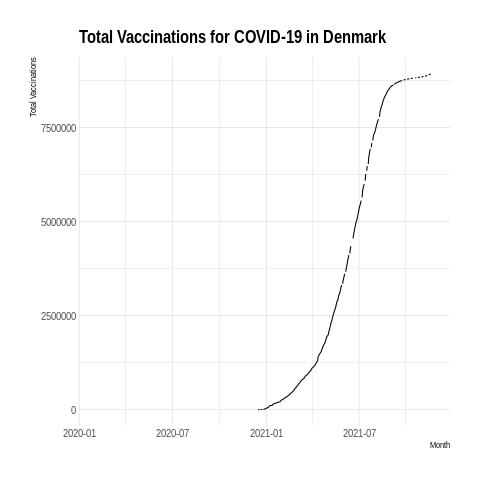 Total Vaccinations for COVID-19 in Denmark
Total Vaccinations
7500000
5000000
2500000
0
2020-01 2020-07 2021-01 2021-07
Month